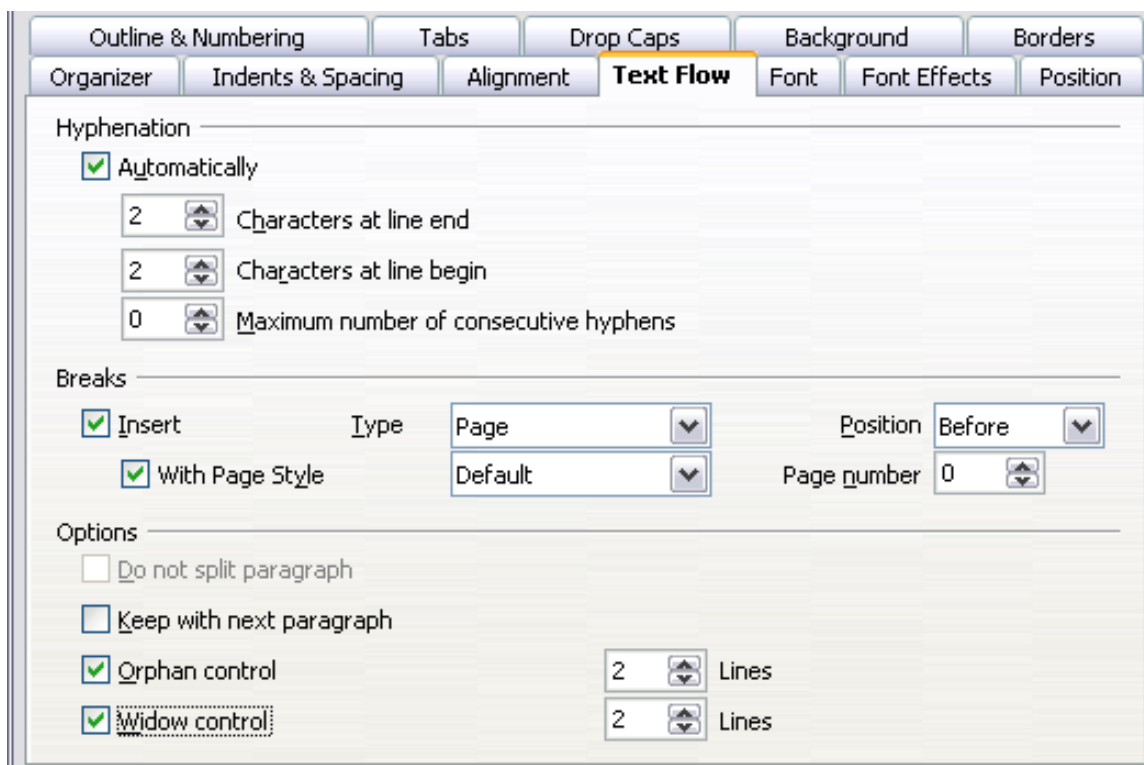 Outline & Numbering Tabs Drop Caps Background Borders
Organizer Indents & Spacing Alignment Text Flow Font Font Effects Position
Hyphenation
Automatically
2 Characters at line end
2 Characters at line begin
0 Maximum number of consecutive hyphens
Breaks
Insert Type Page Position Before
With Page Style Default Page number 0
Options
Do not split paragraph
Keep with next paragraph
Orphan control 2 Lines
Widow control 2 Lines